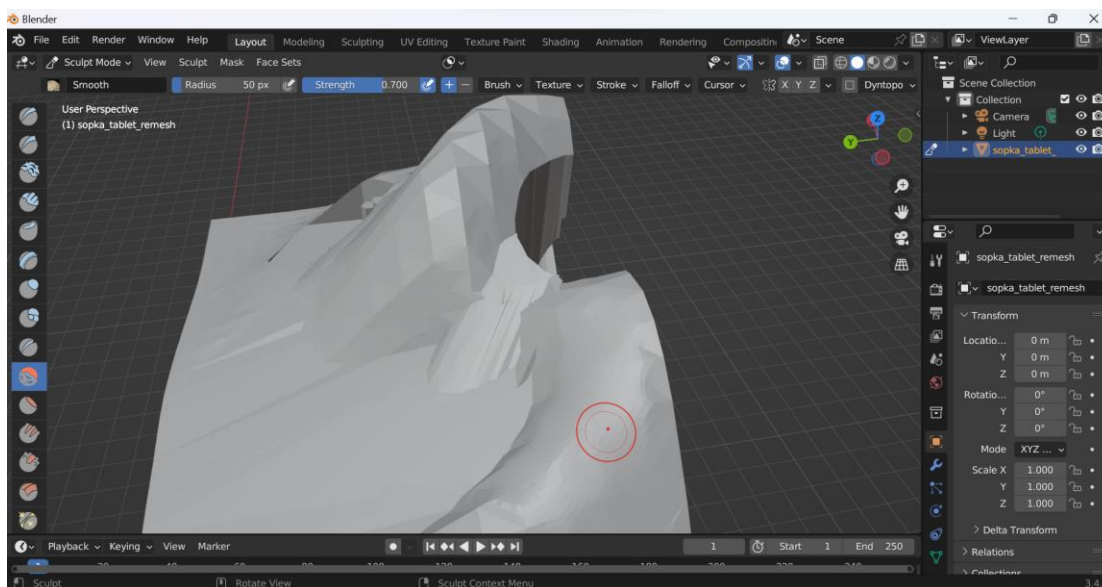 Blender
File Edit Render Window Help Layout Modeling Sculpting UV Editing Texture Paint Shading Animation Rendering Compositin Scene ViewLayer
Sculpt Mode View Sculpt Mask Face Sets
Smooth Radius 50 px Strength 0.700 Brush Texture Stroke Falloff Cursor X Y Z Dyntopo
User Perspective
(1) sopka_tablet_remesh
Z
Y
Scene Collection
Collection
Camera
Light
sopka_tablet_
sopka_tablet_remesh
sopka_tablet_remesh
Transform
Locatio... 0 m
Y 0 m
Z 0 m
Rotatio... 0°
Y 0°
Z 0°
Mode XYZ ...
Scale X 1.000
Y 1.000
Z 1.000
Delta Transform
Relations
Collections
Playback Keying View Marker 1 Start 1 End 250
Sculpt Rotate View Sculpt Context Menu 3.4